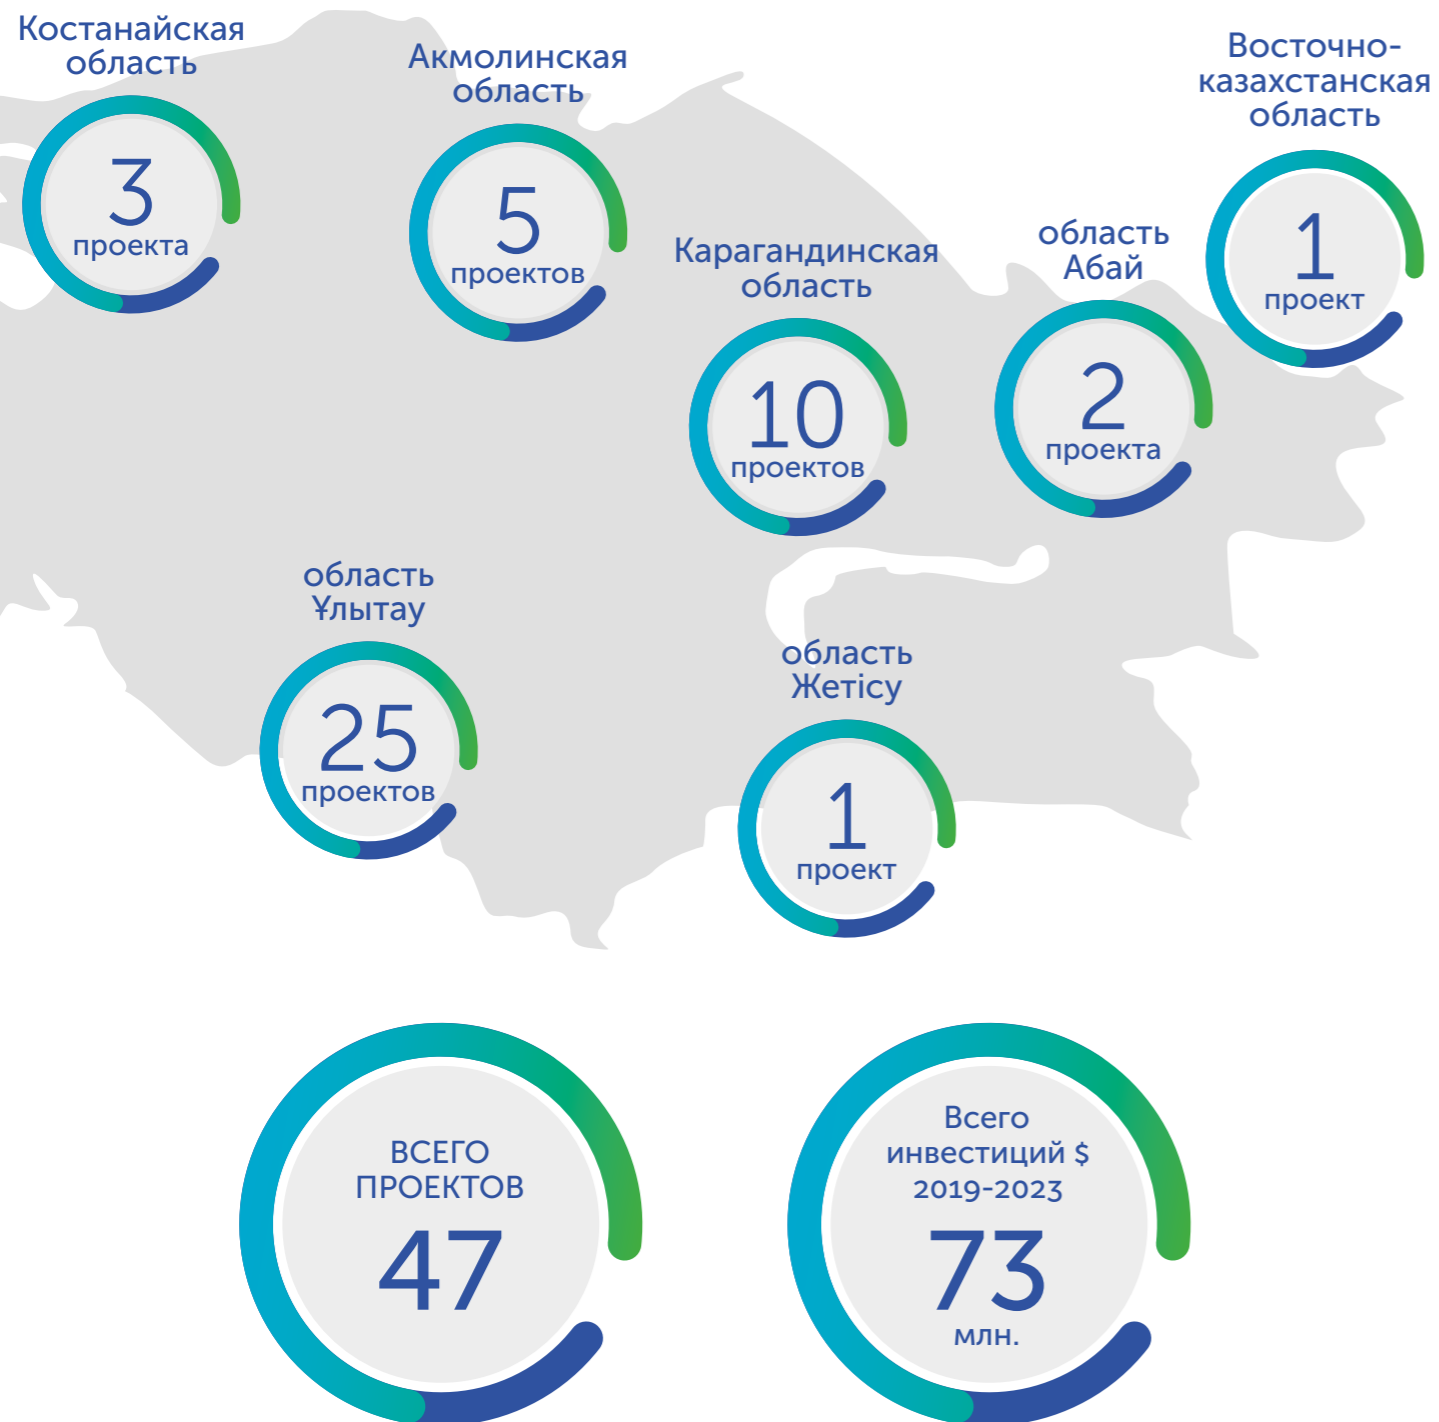 Костанайская
область
3
проекта
Акмолинская
область
5
проектов
Восточно-
казахстанская
область
1
проект
область
Абай
2
проекта
Карагандинская
область
10
проектов
область
Ұлытау
25
проектов
область
Жетісу
1
проект
ВСЕГО
ПРОЕКТОВ
47
Всего
инвестиций $
2019-2023
73
млн.